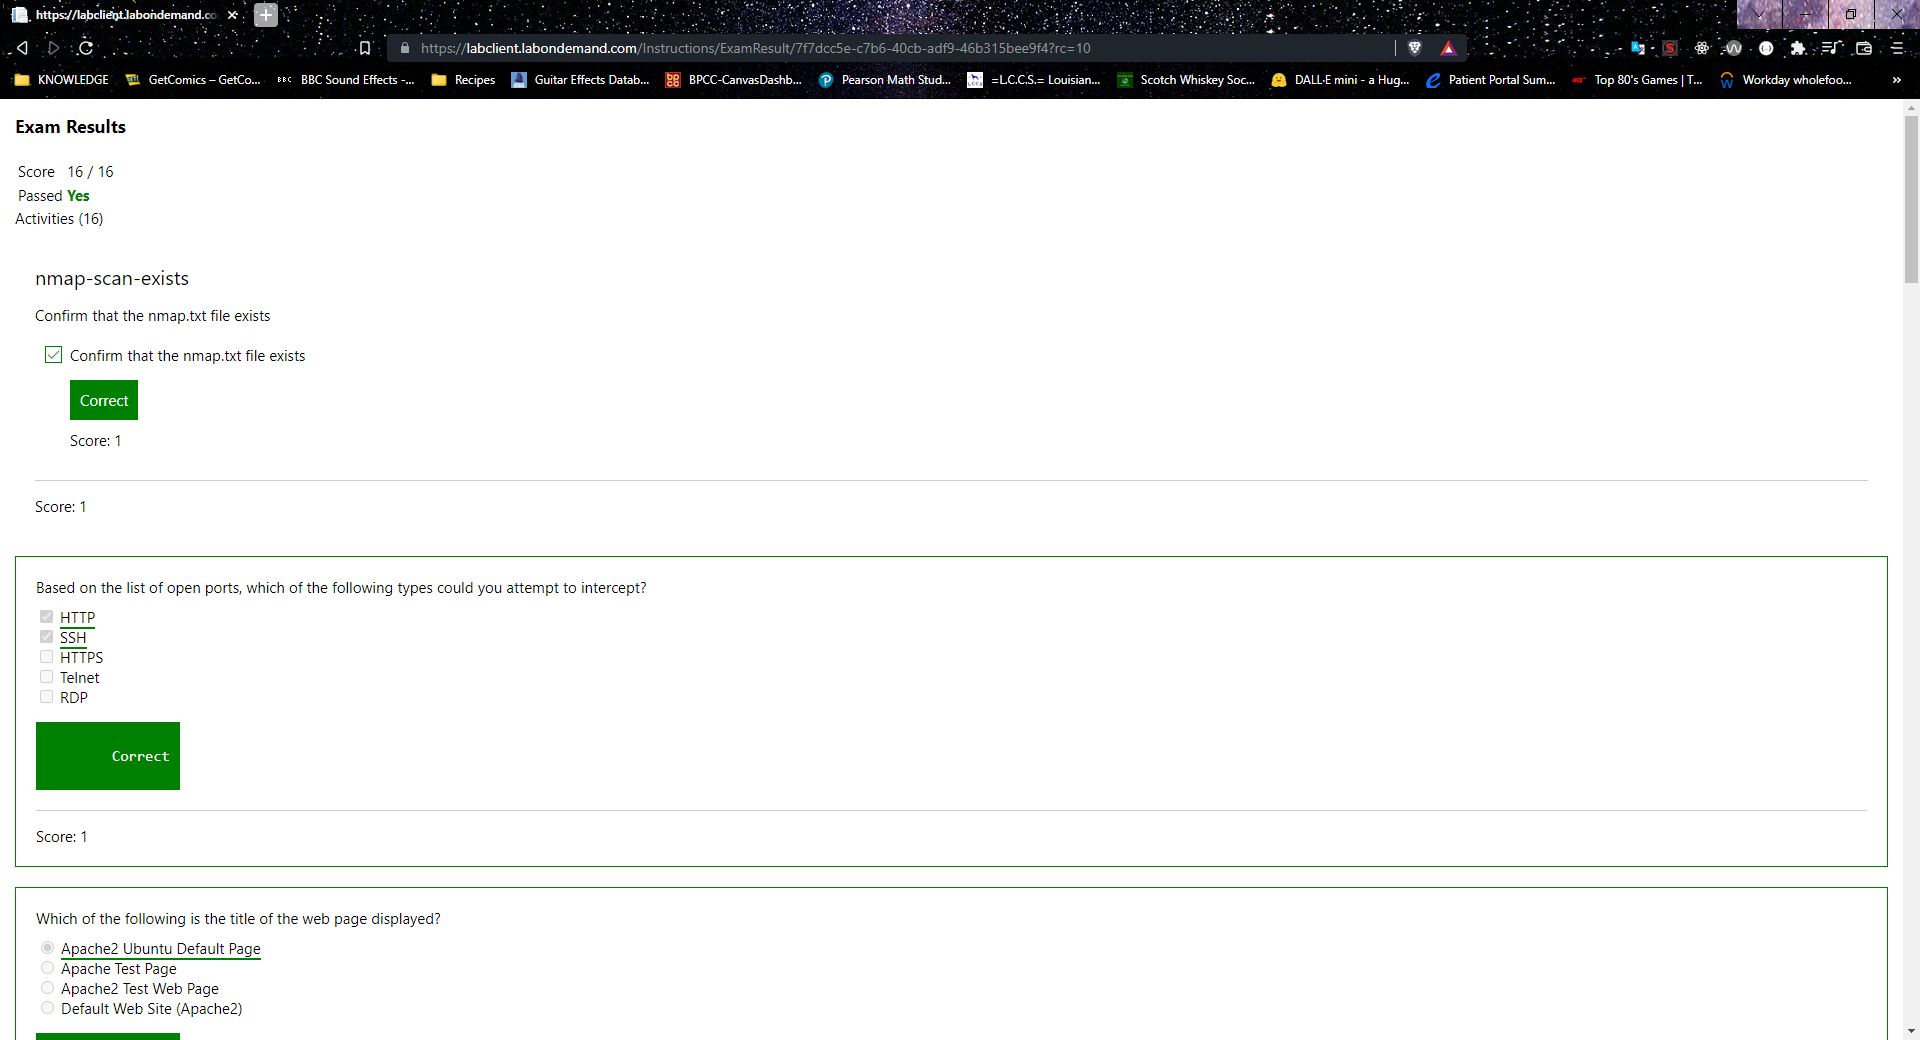 https://labclient.labondemand.co
https://labclient.labondemand.com/Instructions/ExamResult/7f7dcc5e-c7b6-40cb-adf9-46b315bee9f4?rc=10
KNOWLEDGE GetComics – GetCo... BBC BBC Sound Effects -... Recipes Guitar Effects Datab... BPCC-CanvasDashb... Pearson Math Stud... =L.C.C.S.= Louisian... Scotch Whiskey Soc... DALL·E mini - a Hug... Patient Portal Sum... Top 80's Games | T... Workday wholefoo... »
Exam Results
Score 16 / 16
Passed Yes
Activities (16)
nmap-scan-exists
Confirm that the nmap.txt file exists
Confirm that the nmap.txt file exists
Correct
Score: 1
Score: 1
Based on the list of open ports, which of the following types could you attempt to intercept?
HTTP
SSH
HTTPS
Telnet
RDP
Correct
Score: 1
Which of the following is the title of the web page displayed?
Apache2 Ubuntu Default Page
Apache Test Page
Apache2 Test Web Page
Default Web Site (Apache2)